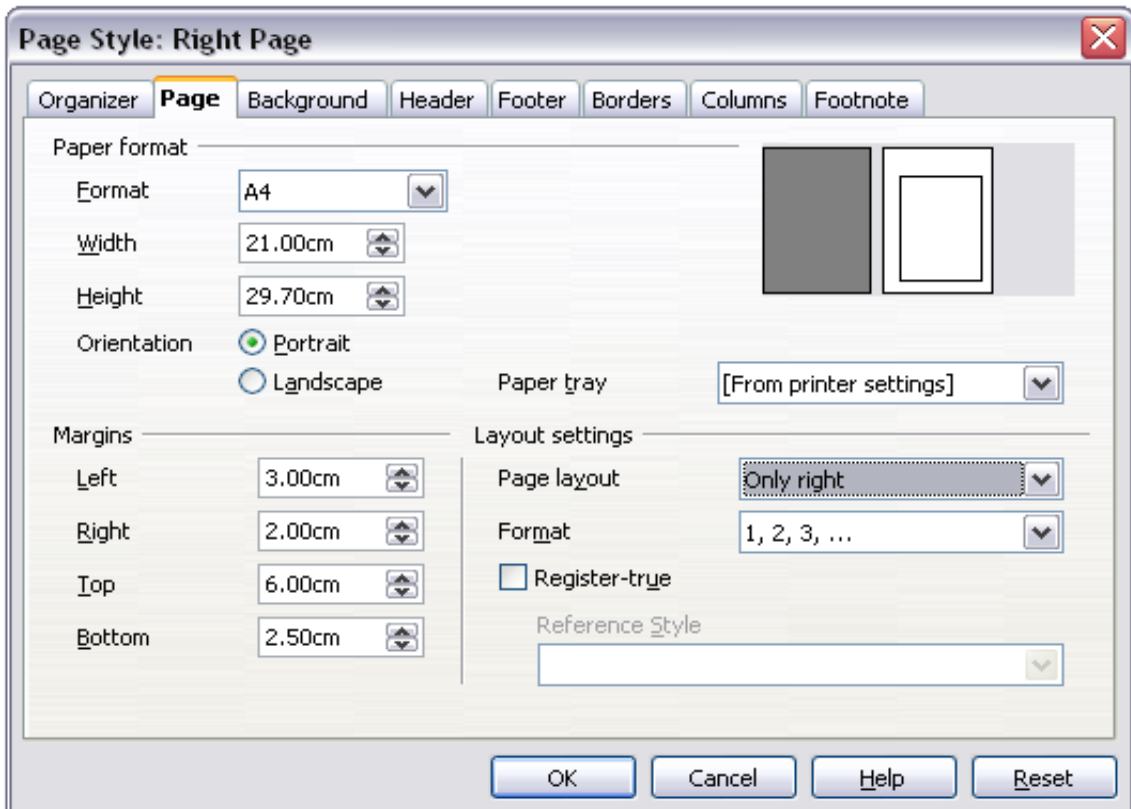 Page Style: Right Page
Organizer Page Background Header Footer Borders Columns Footnote
Paper format
Format A4
Width 21.00cm
Height 29.70cm
Orientation Portrait
Landscape Paper tray [From printer settings]
Margins Layout settings
Left 3.00cm Page layout Only right
Right 2.00cm Format 1, 2, 3, ...
Top 6.00cm Register-true
Bottom 2.50cm Reference Style
OK Cancel Help Reset